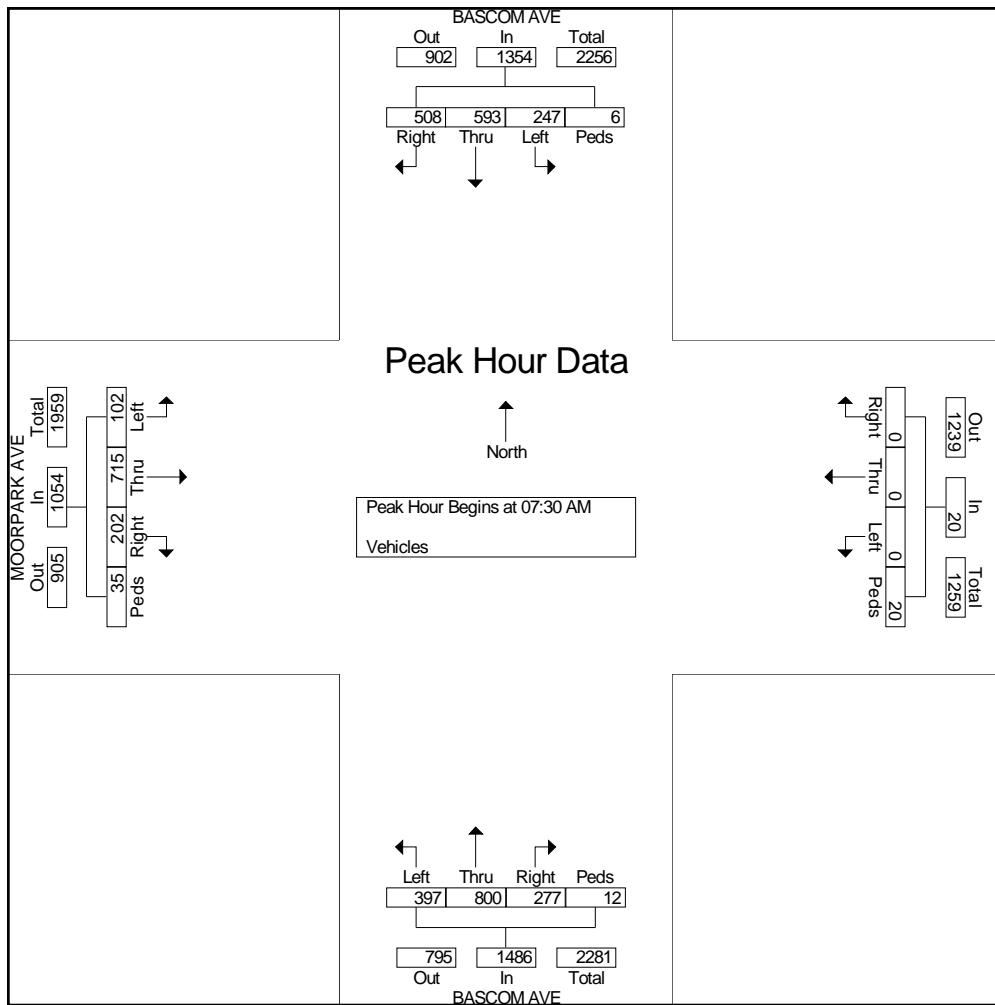 BASCOM AVE
Out In Total
902 1354 2256
508 593 247 6
Right Thru Left Peds
Peak Hour Data
North
Peak Hour Begins at 07:30 AM
Vehicles
MOORPARK AVE
Total In Out
1959 1054 905
102 715 202 35
Left Thru Right Peds
Right Thru Left Peds
0 0 0 20
Out In Total
1239 20 1259
Left Thru Right Peds
397 800 277 12
795 1486 2281
Out In Total
BASCOM AVE